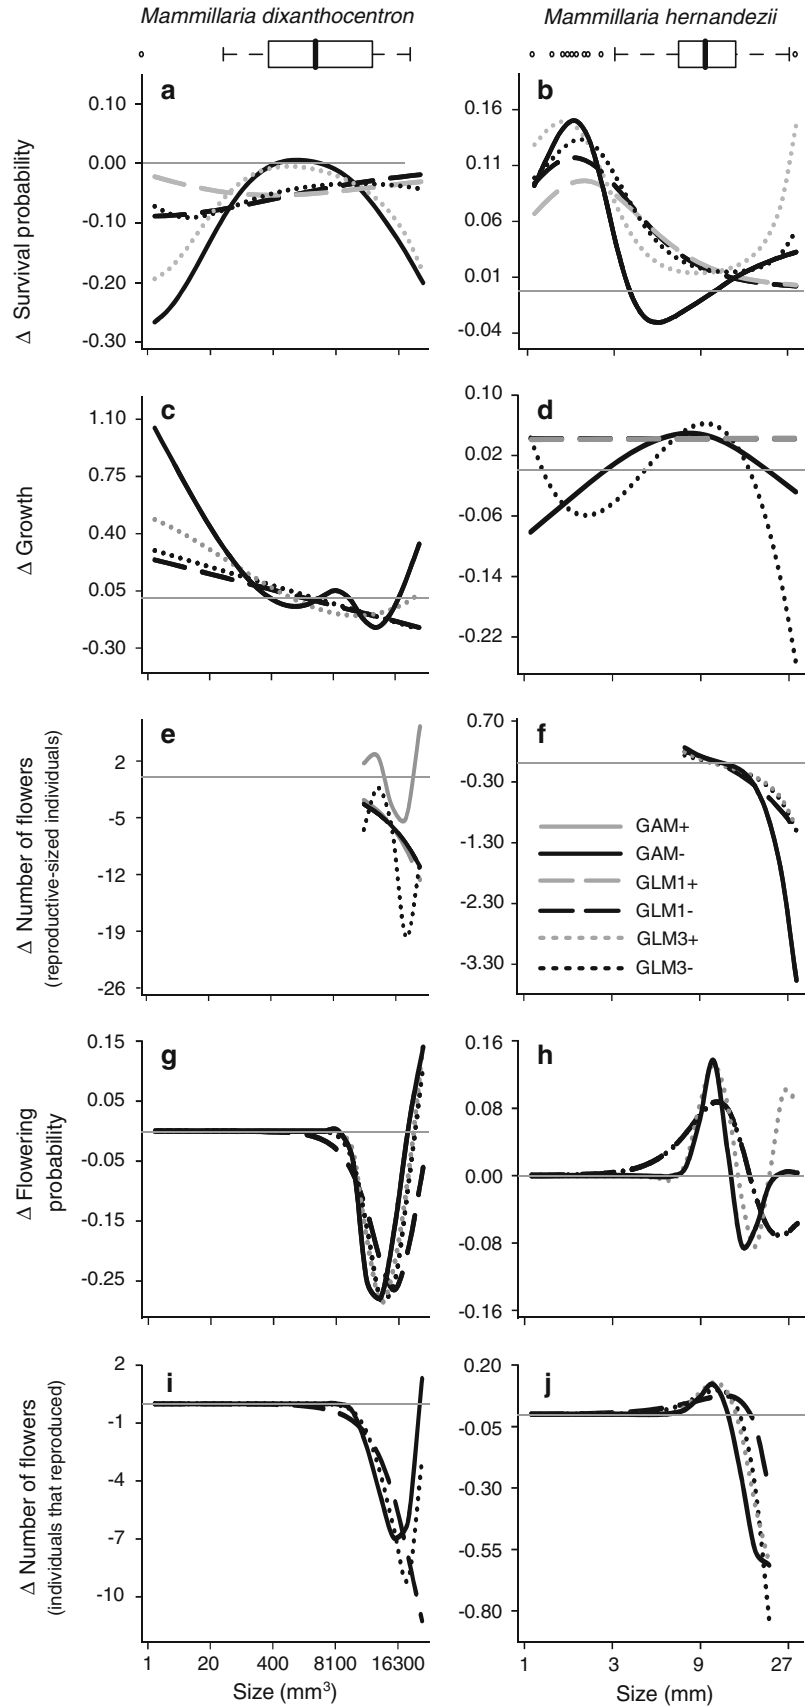 Mammillaria dixanthocentron
Mammillaria hernandezii
a
Δ Survival probability
0.10
0.00
-0.10
-0.20
-0.30
b
0.16
0.11
0.06
0.01
-0.04
c
Δ Growth
1.10
0.75
0.40
0.05
-0.30
d
0.10
0.02
-0.06
-0.14
-0.22
e
Δ Number of flowers
(reproductive-sized individuals)
2
-5
-12
-19
-26
f
0.70
-0.30
-1.30
-2.30
-3.30
GAM+
GAM-
GLM1+
GLM1-
GLM3+
GLM3-
g
Δ Flowering
probability
0.15
0.05
-0.05
-0.15
-0.25
h
0.16
0.08
0.00
-0.08
-0.16
i
Δ Number of flowers
(individuals that reproduced)
2
-1
-4
-7
-10
j
0.20
-0.05
-0.30
-0.55
-0.80
1 20 400 8100 16300
Size (mm³)
1 3 9 27
Size (mm)